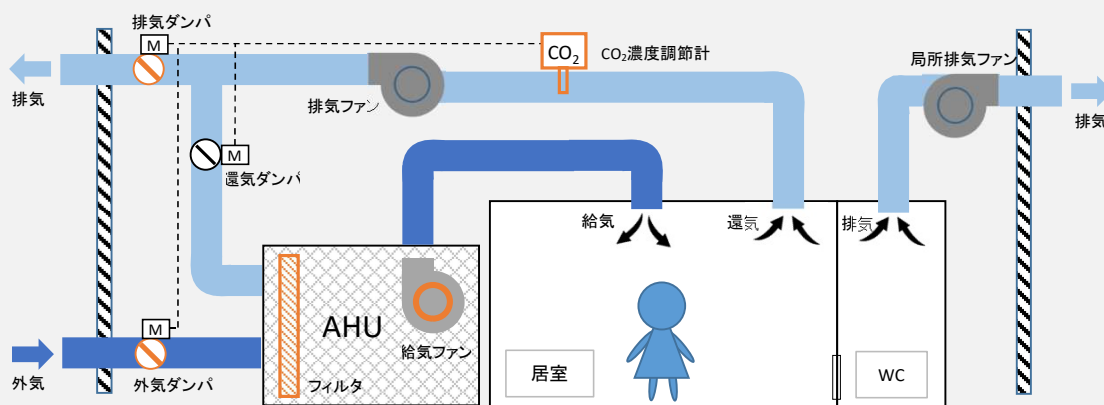 排気ダンパ
M
CO2
CO2濃度調節計
局所排気ファン
排気
排気ファン
排気
M
還気ダンパ
給気
還気
排気
AHU
M
給気ファン
外気
外気ダンパ
フィルタ
居室
WC